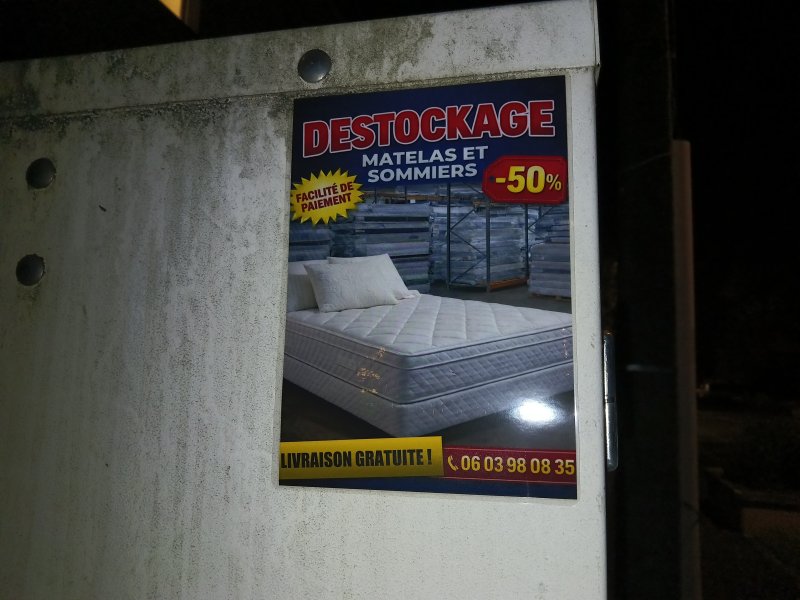 DESTOCKAGE
MATELAS ET
SOMMIERS
-50%
FACILITÉ DE
PAIEMENT
LIVRAISON GRATUITE !
06 03 98 08 35